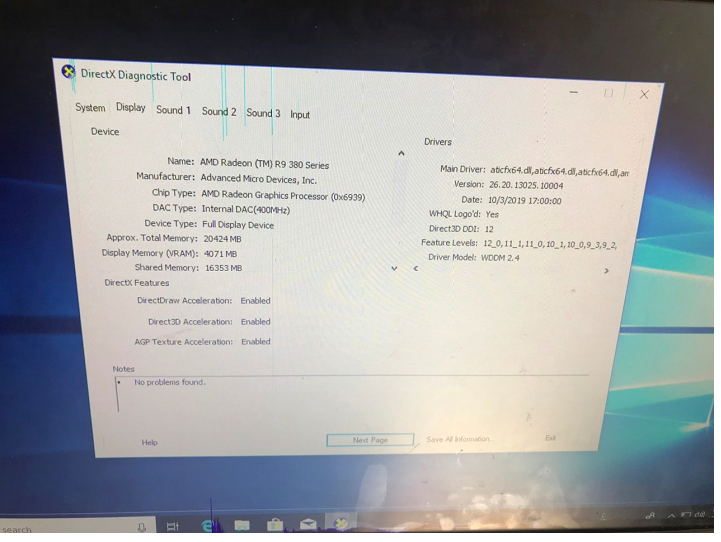 DirectX Diagnostic Tool
System Display Sound 1 Sound 2 Sound 3 Input
Device
Name: AMD Radeon (TM) R9 380 Series
Manufacturer: Advanced Micro Devices, Inc.
Chip Type: AMD Radeon Graphics Processor (0x6939)
DAC Type: Internal DAC(400MHz)
Device Type: Full Display Device
Approx. Total Memory: 20424 MB
Display Memory (VRAM): 4071 MB
Shared Memory: 16353 MB
Drivers
Main Driver: aticfx64.dll,aticfx64.dll,aticfx64.dll,am
Version: 26.20.13025.10004
Date: 10/3/2019 17:00:00
WHQL Logo'd: Yes
Direct3D DDI: 12
Feature Levels: 12_0,11_1,11_0,10_1,10_0,9_3,9_2,
Driver Model: WDDM 2.4
DirectX Features
DirectDraw Acceleration: Enabled
Direct3D Acceleration: Enabled
AGP Texture Acceleration: Enabled
Notes
No problems found.
Help Next Page Save All Information... Exit
search